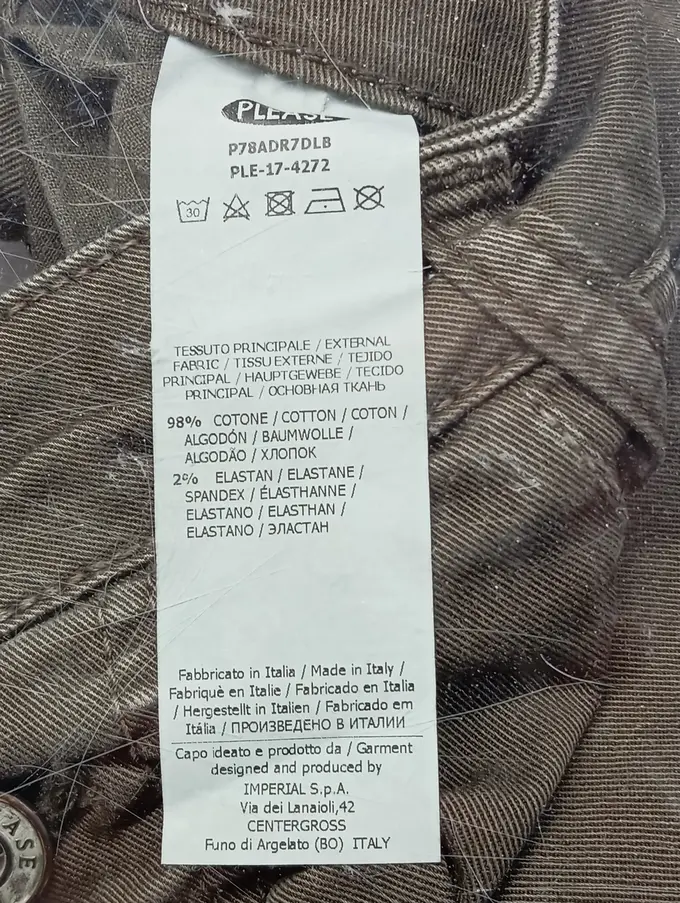 PLEASE
P78ADR7DLB
PLE-17-4272
30
TESSUTO PRINCIPALE / EXTERNAL
FABRIC / TISSU EXTERNE / TEJIDO
PRINCIPAL / HAUPTGEWEBE / TECIDO
PRINCIPAL / ОСНОВНАЯ ТКАНЬ
98% COTONE / COTTON / COTON /
ALGODÓN / BAUMWOLLE /
ALGODÃO / ХЛОПОК
2% ELASTAN / ELASTANE /
SPANDEX / ÉLASTHANNE /
ELASTANO / ELASTHAN /
ELASTANO / ЭЛАСТАН
Fabbricato in Italia / Made in Italy /
Fabriquè en Italie / Fabricado en Italia
/ Hergestellt in Italien / Fabricado em
Itália / ПРОИЗВЕДЕНО В ИТАЛИИ
Capo ideato e prodotto da / Garment
designed and produced by
IMPERIAL S.p.A.
Via dei Lanaioli,42
CENTERGROSS
Funo di Argelato (BO) ITALY
ASE